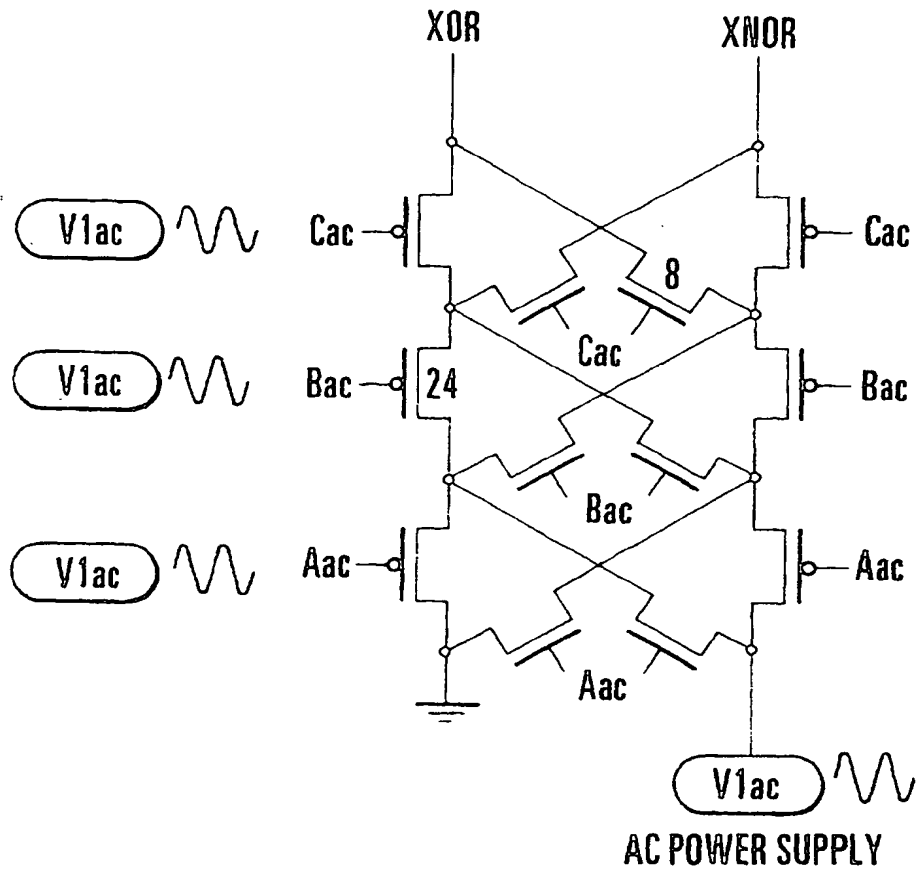 XOR XNOR
V1ac Cac Cac
8
Cac
V1ac Bac 24 Bac
Bac
V1ac Aac Aac
Aac
V1ac
AC POWER SUPPLY